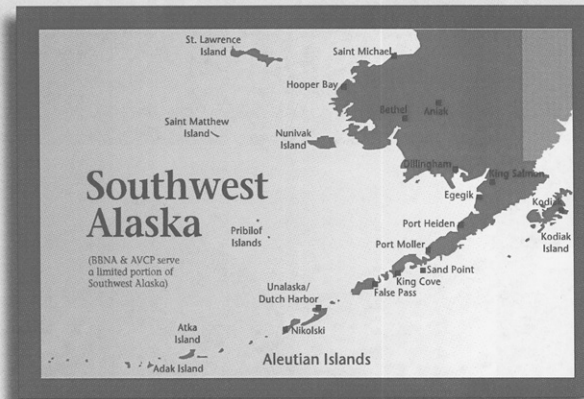 St. Lawrence
Island
Saint Michael
Hooper Bay
Bethel
Aniak
Saint Matthew
Island
Nunivak
Island
Dillingham
King Salmon
Egegik
Kodiak
Southwest
Alaska
(BBNA & AVCP serve
a limited portion of
Southwest Alaska)
Pribilof
Islands
Port Heiden
Kodiak
Island
Port Moller
Sand Point
King Cove
False Pass
Unalaska/
Dutch Harbor
Nikolski
Atka
Island
Adak Island
Aleutian Islands